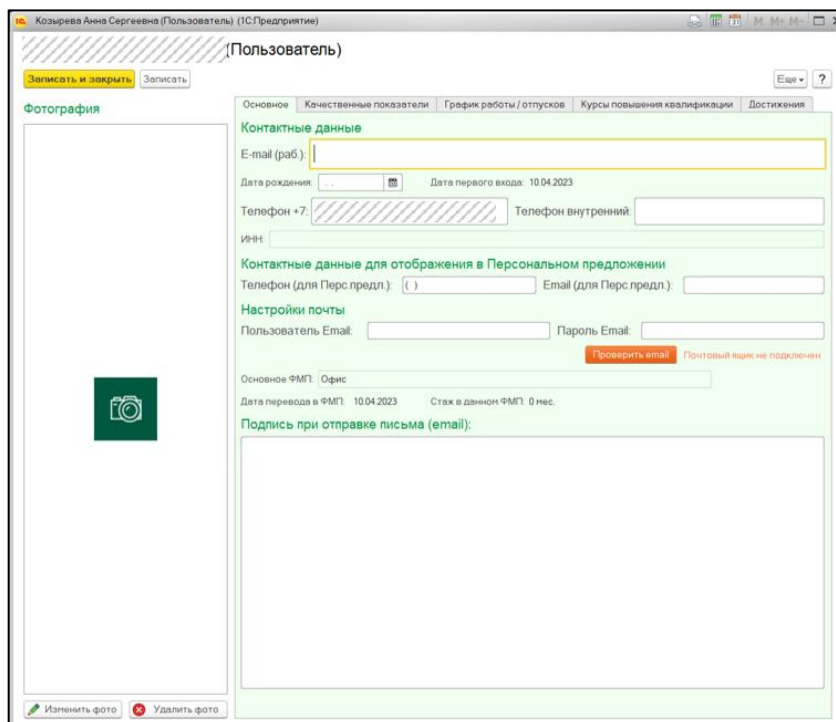 Козырева Анна Сергеевна (Пользователь) (1С:Предприятие)
M M+ M-
(Пользователь)
Записать и закрыть Записать Еще ?
Фотография
Основное Качественные показатели График работы / отпусков Курсы повышения квалификации Достижения
Контактные данные
E-mail (раб.):
Дата рождения: . . Дата первого входа: 10.04.2023
Телефон +7: Телефон внутренний:
ИНН:
Контактные данные для отображения в Персональном предложении
Телефон (для Перс.предл.): ( ) Email (для Перс.предл.):
Настройки почты
Пользователь Email: Пароль Email:
Проверить email Почтовый ящик не подключен
Основное ФМП: Офис
Дата перевода в ФМП: 10.04.2023 Стаж в данном ФМП: 0 мес.
Подпись при отправке письма (email):
Изменить фото Удалить фото